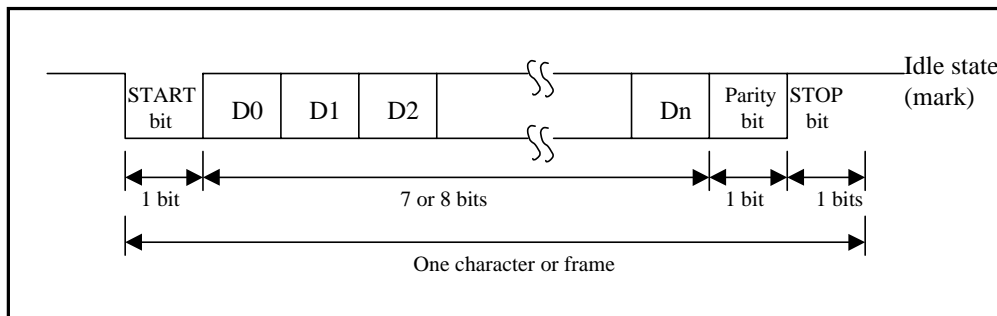 Idle state
(mark)
START
bit
D0
D1
D2
Dn
Parity
bit
STOP
bit
1 bit
7 or 8 bits
1 bit
1 bits
One character or frame